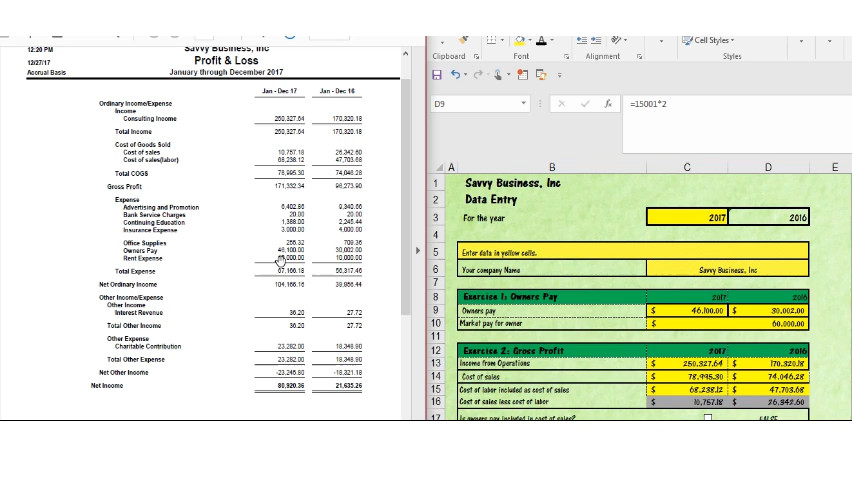 12:20 PM
Savvy Business, Inc
12/27/17
Profit & Loss
Accrual Basis
January through December 2017
Jan - Dec 17 Jan - Dec 16
Ordinary Income/Expense
Income
Consulting Income 250,327.64 170,320.18
Total Income 250,327.64 170,320.18
Cost of Goods Sold
Cost of sales 10,757.18 26,342.60
Cost of sales(labor) 68,238.12 47,703.68
Total COGS 78,995.30 74,046.28
Gross Profit 171,332.34 96,273.90
Expense
Advertising and Promotion 6,402.86 9,340.66
Bank Service Charges 20.00 20.00
Continuing Education 1,388.00 2,245.44
Insurance Expense 3,000.00 4,000.00
Office Supplies 255.32 709.36
Owners Pay 46,100.00 30,002.00
Rent Expense 10,000.00
Total Expense 67,166.18 56,317.46
Net Ordinary Income 104,166.16 39,956.44
Other Income/Expense
Other Income
Interest Revenue 36.20 27.72
Total Other Income 36.20 27.72
Other Expense
Charitable Contribution 23,282.00 18,348.90
Total Other Expense 23,282.00 18,348.90
Net Other Income -23,245.80 -18,321.18
Net Income 80,920.36 21,635.26
Cell Styles
Clipboard Font Alignment Styles
D9 fx =15001*2
A B C D E
1 Savvy Business, Inc
2 Data Entry
3 For the year 2017 2016
4
5 Enter data in yellow cells.
6 Your company Name Savvy Business, Inc
7
8 Exercise 1: Owners Pay 2017 2016
9 Owners pay $ 46,100.00 $ 30,002.00
10 Market pay for owner $ 60,000.00
11
12 Exercise 2: Gross Profit 2017 2016
13 Income from Operations $ 250,327.64 $ 170,320.18
14 Cost of sales $ 78,995.30 $ 74,046.28
15 Cost of labor included as cost of sales $ 68,238.12 $ 47,703.68
16 Cost of sales less cost of labor $ 10,757.18 $ 26,342.60
17 Is owners pay included in cost of sales? FALSE